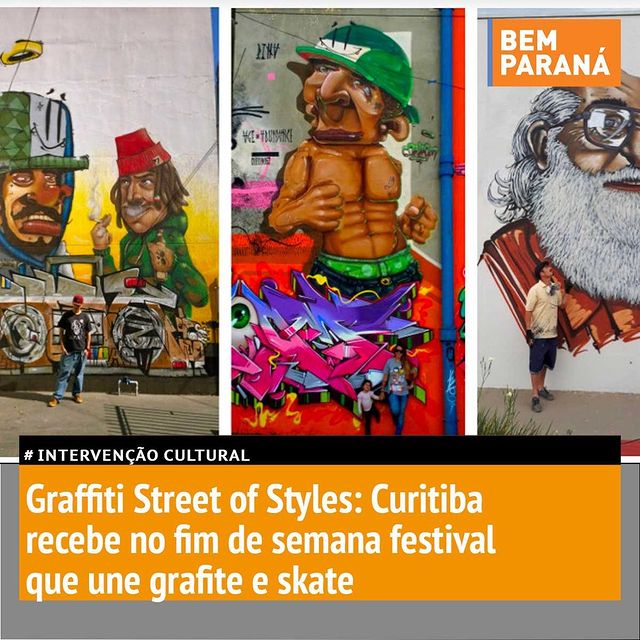 BEM
PARANÁ
# INTERVENÇÃO CULTURAL
Graffiti Street of Styles: Curitiba
recebe no fim de semana festival
que une grafite e skate